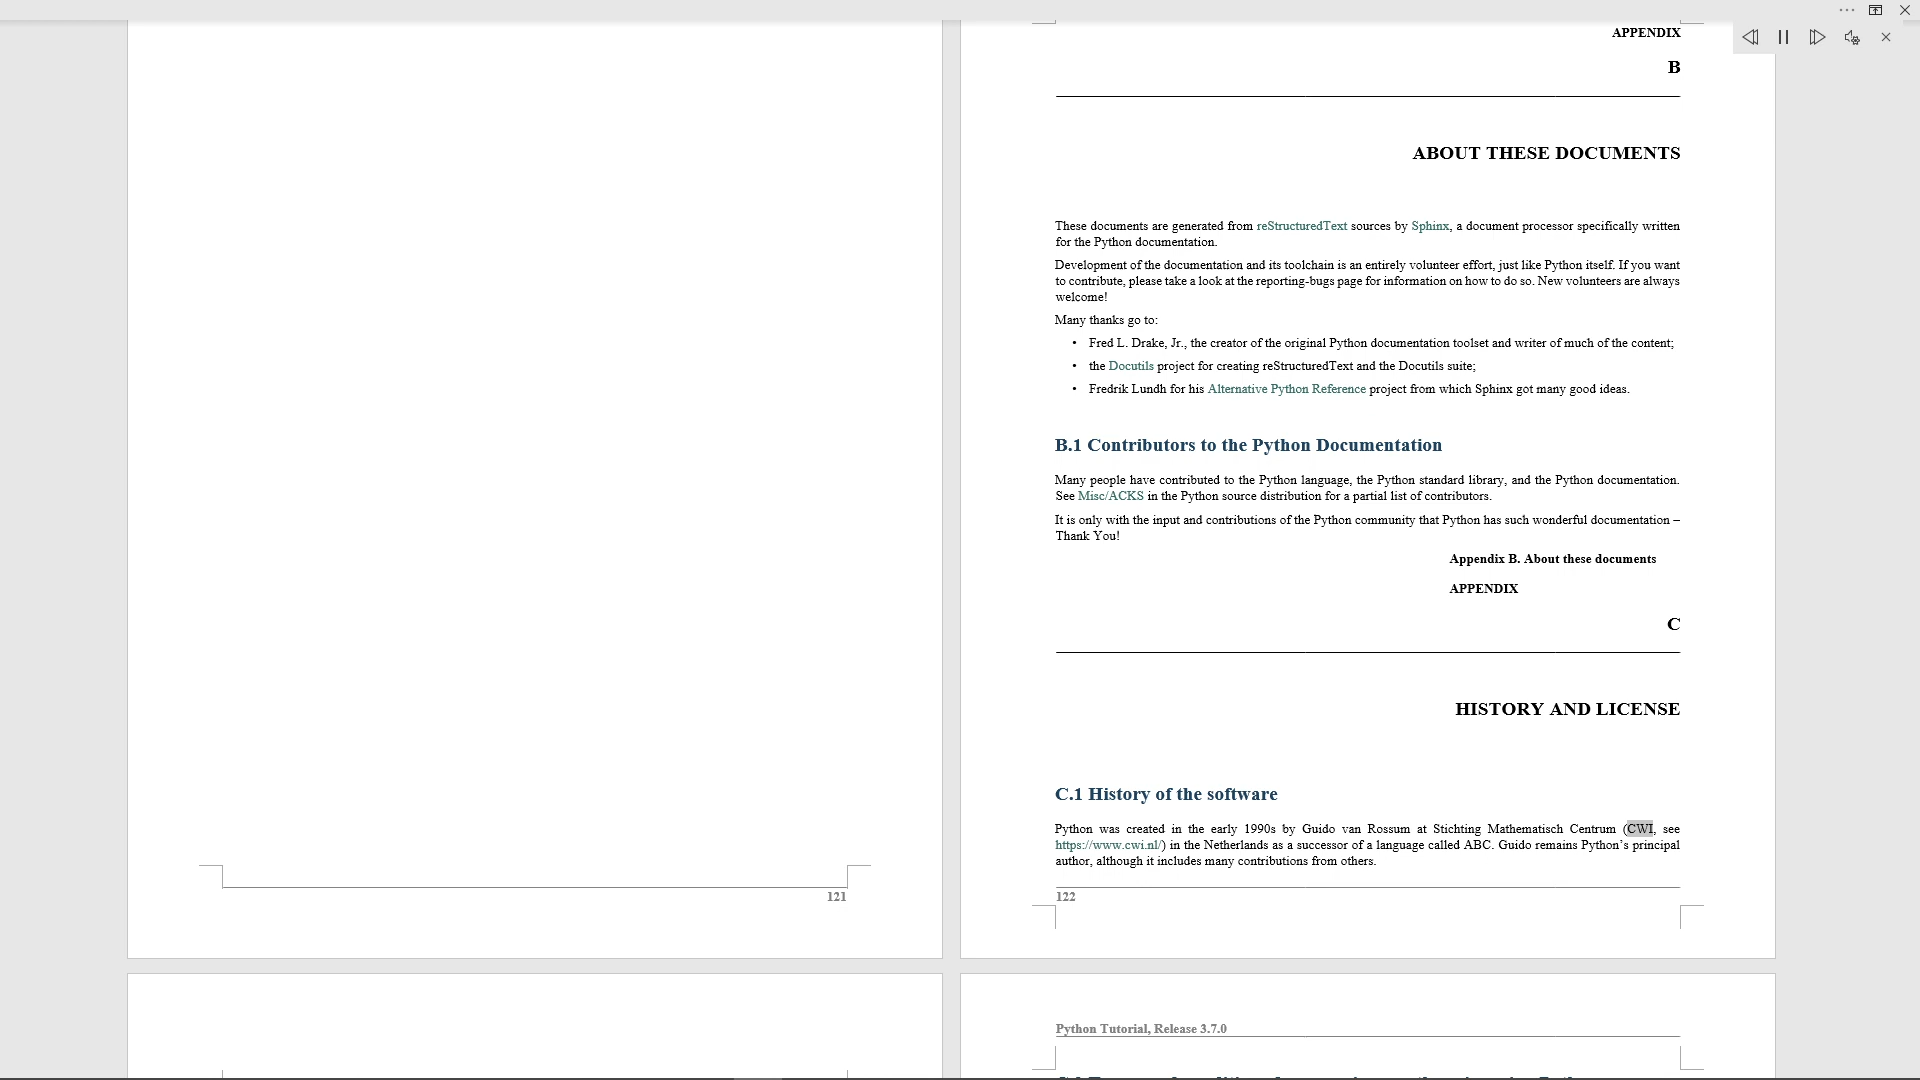 121
APPENDIX
B
ABOUT THESE DOCUMENTS
These documents are generated from reStructuredText sources by Sphinx, a document processor specifically written
for the Python documentation.
Development of the documentation and its toolchain is an entirely volunteer effort, just like Python itself. If you want
to contribute, please take a look at the reporting-bugs page for information on how to do so. New volunteers are always
welcome!
Many thanks go to:
• Fred L. Drake, Jr., the creator of the original Python documentation toolset and writer of much of the content;
• the Docutils project for creating reStructuredText and the Docutils suite;
• Fredrik Lundh for his Alternative Python Reference project from which Sphinx got many good ideas.
B.1 Contributors to the Python Documentation
Many people have contributed to the Python language, the Python standard library, and the Python documentation.
See Misc/ACKS in the Python source distribution for a partial list of contributors.
It is only with the input and contributions of the Python community that Python has such wonderful documentation –
Thank You!
Appendix B. About these documents
APPENDIX
C
HISTORY AND LICENSE
C.1 History of the software
Python was created in the early 1990s by Guido van Rossum at Stichting Mathematisch Centrum (CWI, see
https://www.cwi.nl/) in the Netherlands as a successor of a language called ABC. Guido remains Python’s principal
author, although it includes many contributions from others.
122
Python Tutorial, Release 3.7.0